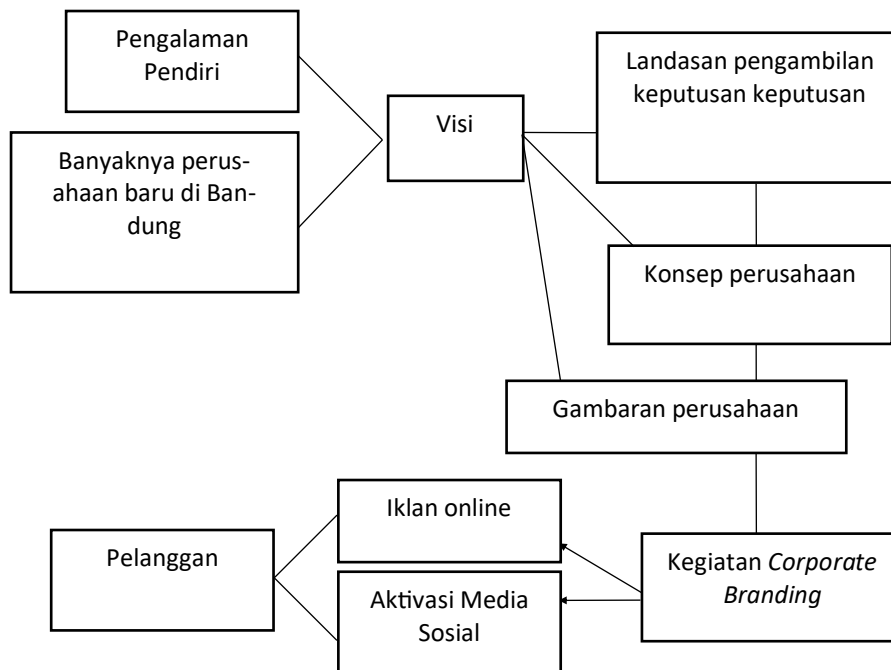 Pengalaman
Pendiri
Banyaknya perus-
ahaan baru di Ban-
dung
Visi
Landasan pengambilan
keputusan keputusan
Konsep perusahaan
Gambaran perusahaan
Kegiatan Corporate
Branding
Iklan online
Aktivasi Media
Sosial
Pelanggan